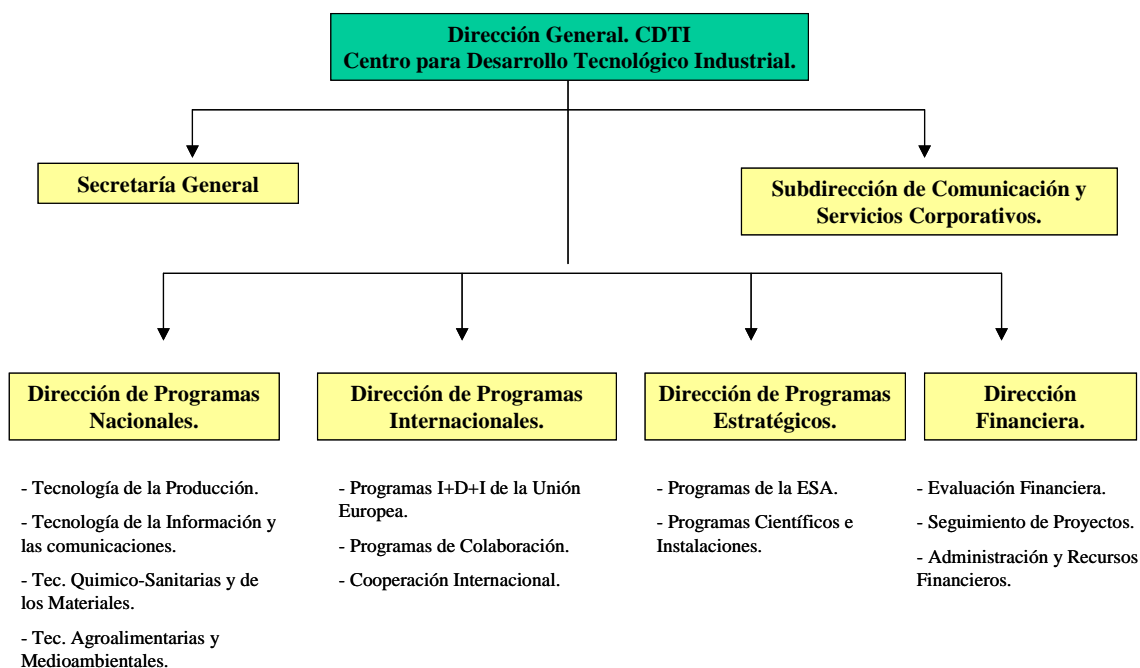 Dirección General. CDTI
Centro para Desarrollo Tecnológico Industrial.
Secretaría General
Subdirección de Comunicación y
Servicios Corporativos.
Dirección de Programas
Nacionales.
Dirección de Programas
Internacionales.
Dirección de Programas
Estratégicos.
Dirección
Financiera.
- Tecnología de la Producción.
- Tecnología de la Información y
las comunicaciones.
- Tec. Quimico-Sanitarias y de
los Materiales.
- Tec. Agroalimentarias y
Medioambientales.
- Programas I+D+I de la Unión
Europea.
- Programas de Colaboración.
- Cooperación Internacional.
- Programas de la ESA.
- Programas Científicos e
Instalaciones.
- Evaluación Financiera.
- Seguimiento de Proyectos.
- Administración y Recursos
Financieros.